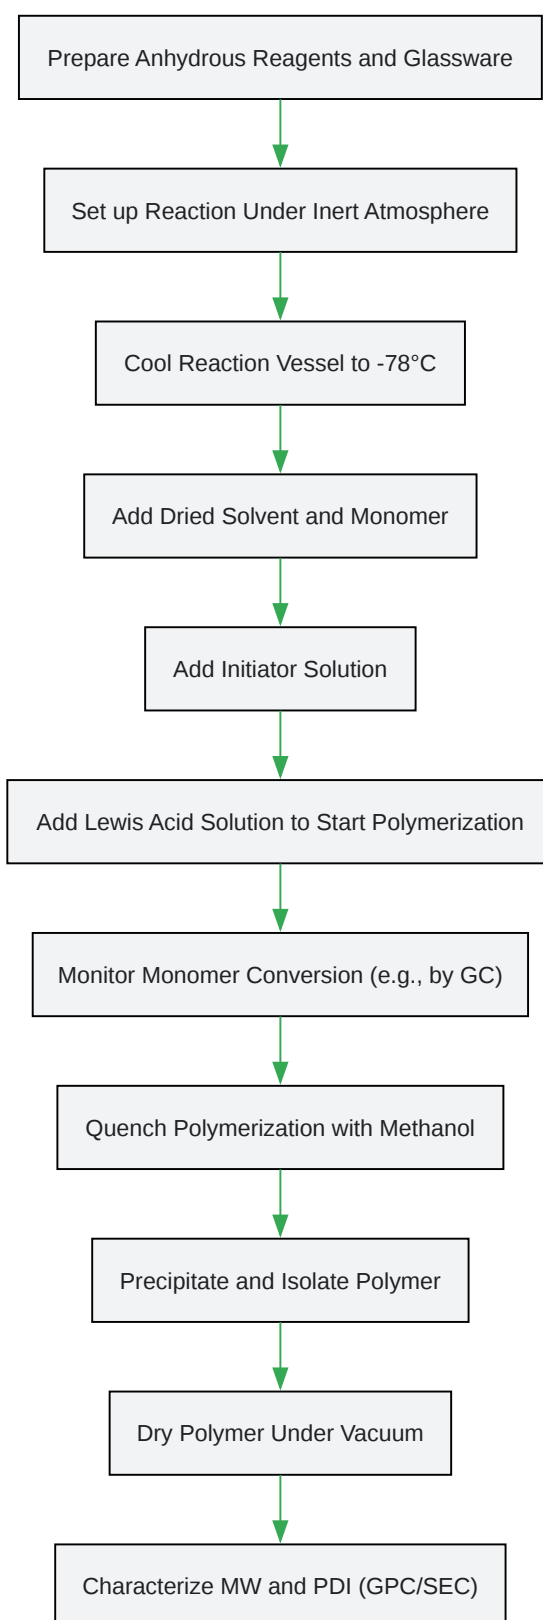 Prepare Anhydrous Reagents and Glassware
Set up Reaction Under Inert Atmosphere
Cool Reaction Vessel to -78°C
Add Dried Solvent and Monomer
Add Initiator Solution
Add Lewis Acid Solution to Start Polymerization
Monitor Monomer Conversion (e.g., by GC)
Quench Polymerization with Methanol
Precipitate and Isolate Polymer
Dry Polymer Under Vacuum
Characterize MW and PDI (GPC/SEC)